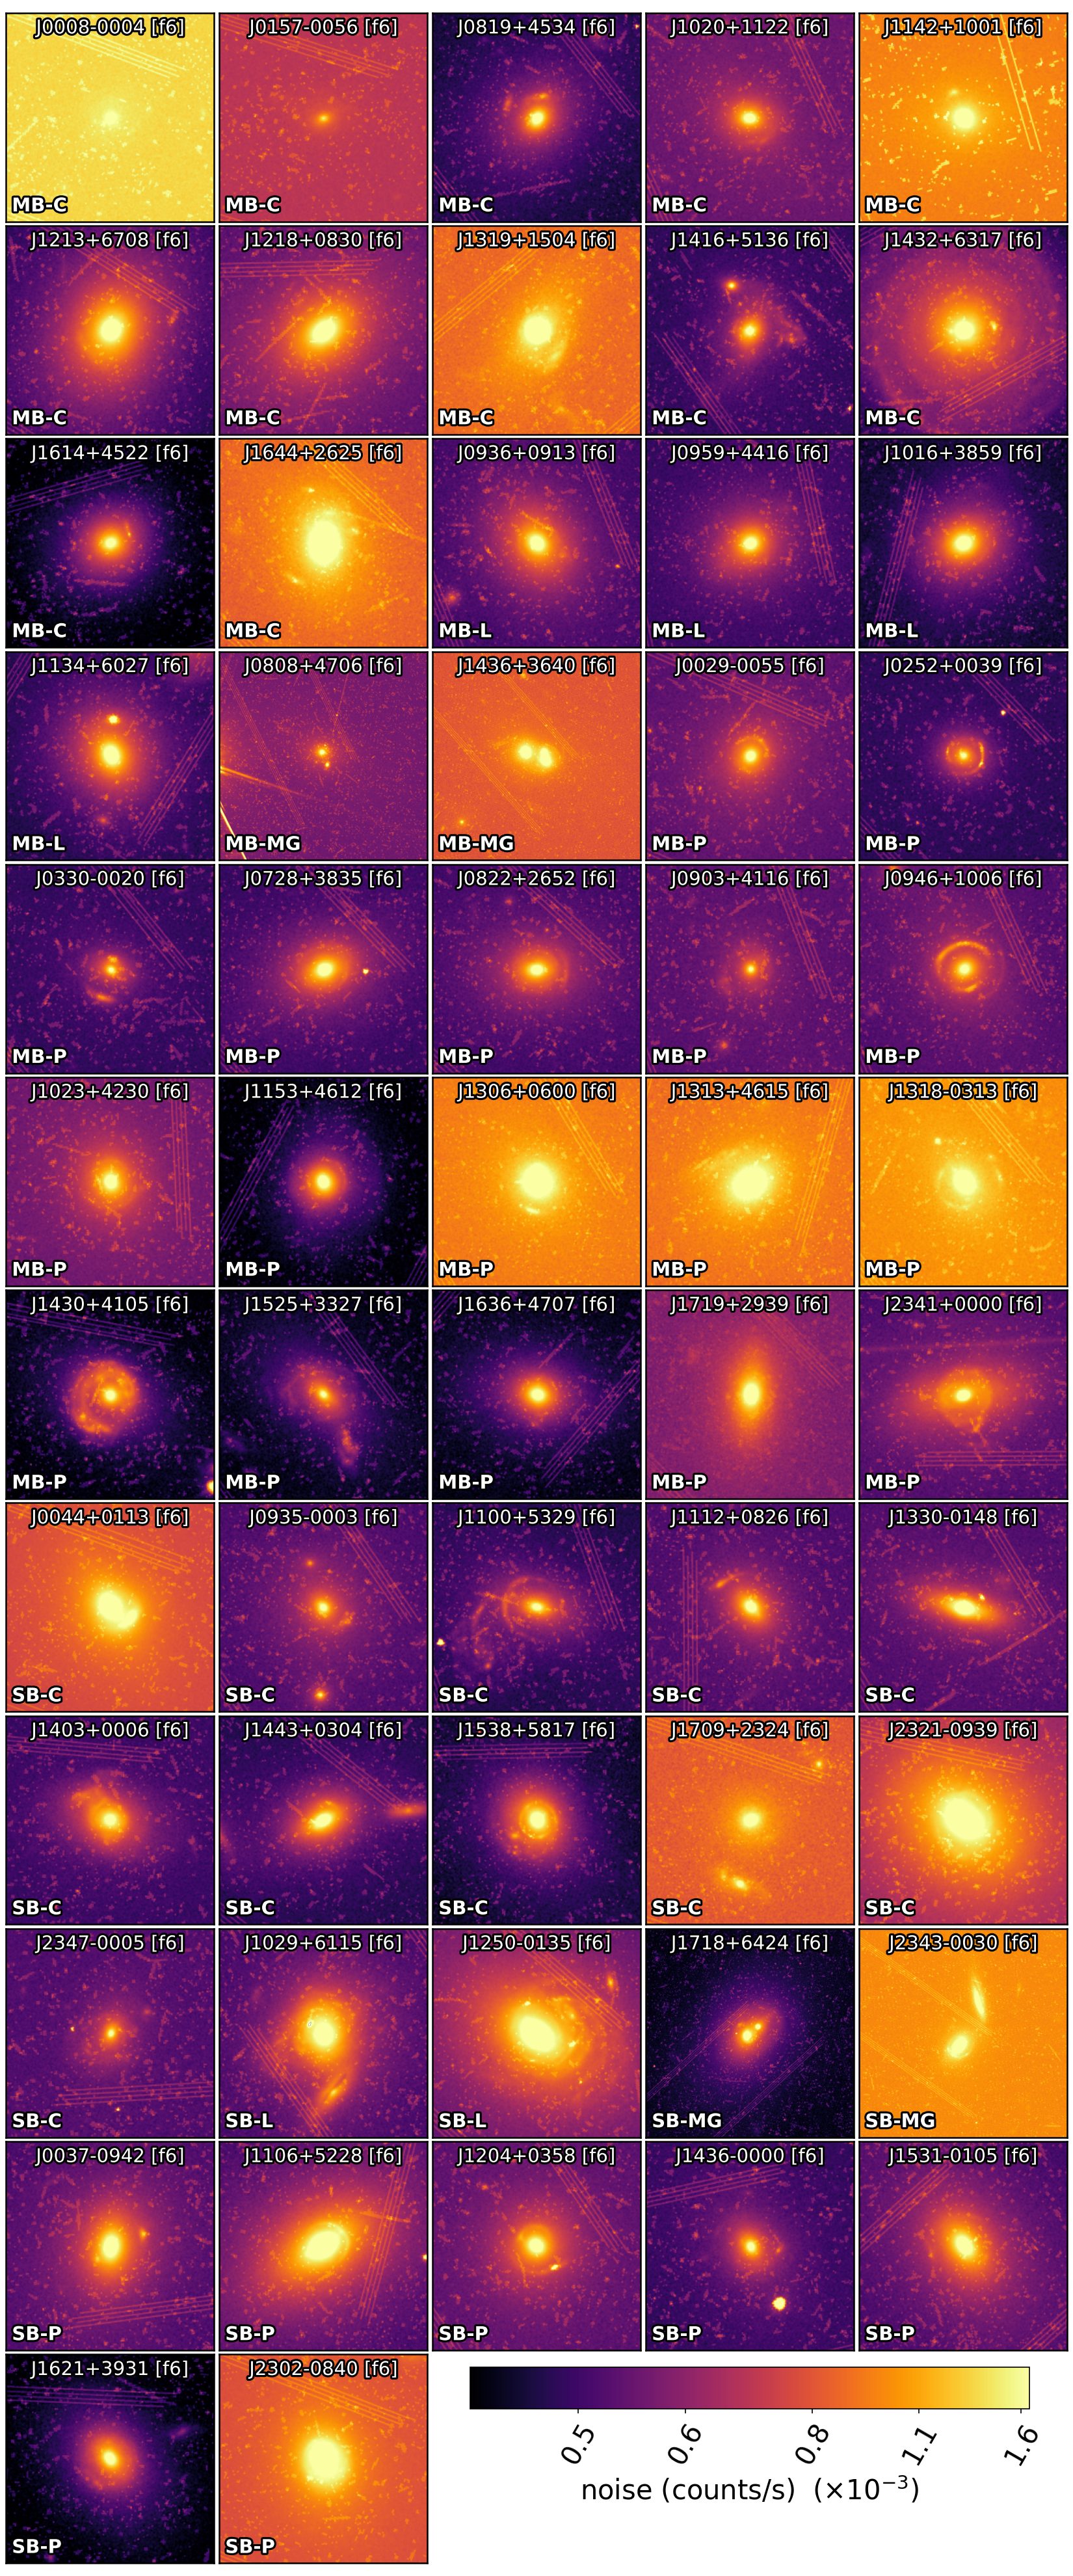 J0008-0004 [f6] J0157-0056 [f6] J0819+4534 [f6] J1020+1122 [f6] J1142+1001 [f6]
MB-C MB-C MB-C MB-C MB-C
J1213+6708 [f6] J1218+0830 [f6] J1319+1504 [f6] J1416+5136 [f6] J1432+6317 [f6]
MB-C MB-C MB-C MB-C MB-C
J1614+4522 [f6] J1644+2625 [f6] J0936+0913 [f6] J0959+4416 [f6] J1016+3859 [f6]
MB-C MB-C MB-L MB-L MB-L
J1134+6027 [f6] J0808+4706 [f6] J1436+3640 [f6] J0029-0055 [f6] J0252+0039 [f6]
MB-L MB-MG MB-MG MB-P MB-P
J0330-0020 [f6] J0728+3835 [f6] J0822+2652 [f6] J0903+4116 [f6] J0946+1006 [f6]
MB-P MB-P MB-P MB-P MB-P
J1023+4230 [f6] J1153+4612 [f6] J1306+0600 [f6] J1313+4615 [f6] J1318-0313 [f6]
MB-P MB-P MB-P MB-P MB-P
J1430+4105 [f6] J1525+3327 [f6] J1636+4707 [f6] J1719+2939 [f6] J2341+0000 [f6]
MB-P MB-P MB-P MB-P MB-P
J0044+0113 [f6] J0935-0003 [f6] J1100+5329 [f6] J1112+0826 [f6] J1330-0148 [f6]
SB-C SB-C SB-C SB-C SB-C
J1403+0006 [f6] J1443+0304 [f6] J1538+5817 [f6] J1709+2324 [f6] J2321-0939 [f6]
SB-C SB-C SB-C SB-C SB-C
J2347-0005 [f6] J1029+6115 [f6] J1250-0135 [f6] J1718+6424 [f6] J2343-0030 [f6]
SB-C SB-L SB-L SB-MG SB-MG
J0037-0942 [f6] J1106+5228 [f6] J1204+0358 [f6] J1436-0000 [f6] J1531-0105 [f6]
SB-P SB-P SB-P SB-P SB-P
J1621+3931 [f6] J2302-0840 [f6]
SB-P SB-P
0.5 0.6 0.8 1.1 1.6
noise (counts/s) (×10⁻³)